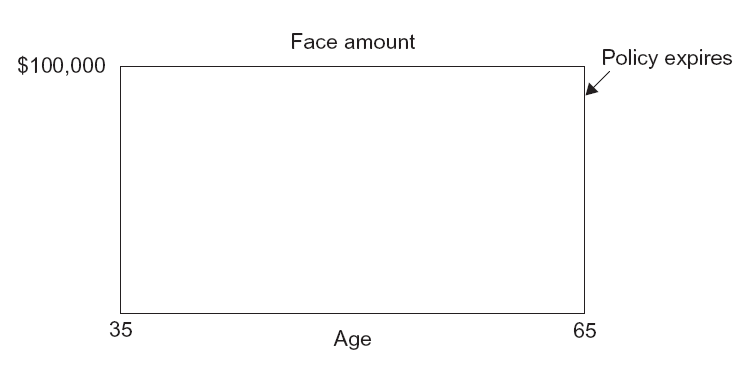 Face amount
$100,000
Policy expires
35
Age
65